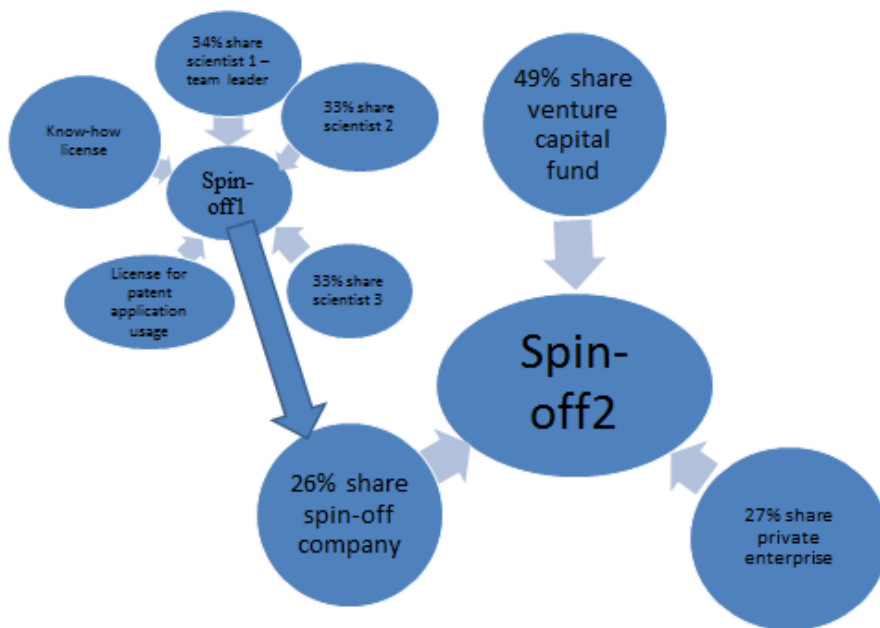 34% share
scientist 1 –
team leader
33% share
scientist 2
Know-how
license
Spin-
off1
License for
patent
application
usage
33% share
scientist 3
49% share
venture
capital
fund
Spin-
off2
26% share
spin-off
company
27% share
private
enterprise